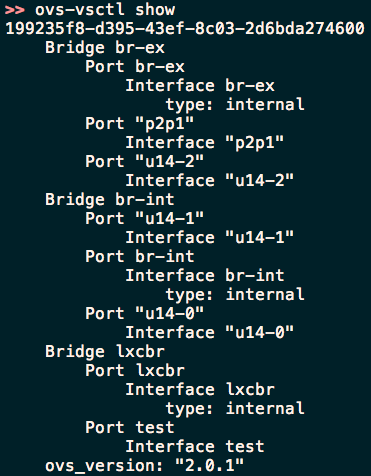 >> ovs-vsctl show
199235f8-d395-43ef-8c03-2d6bda274600
    Bridge br-ex
        Port br-ex
            Interface br-ex
                type: internal
        Port "p2p1"
            Interface "p2p1"
        Port "u14-2"
            Interface "u14-2"
    Bridge br-int
        Port "u14-1"
            Interface "u14-1"
        Port br-int
            Interface br-int
                type: internal
        Port "u14-0"
            Interface "u14-0"
    Bridge lxcbr
        Port lxcbr
            Interface lxcbr
                type: internal
        Port test
            Interface test
    ovs_version: "2.0.1"